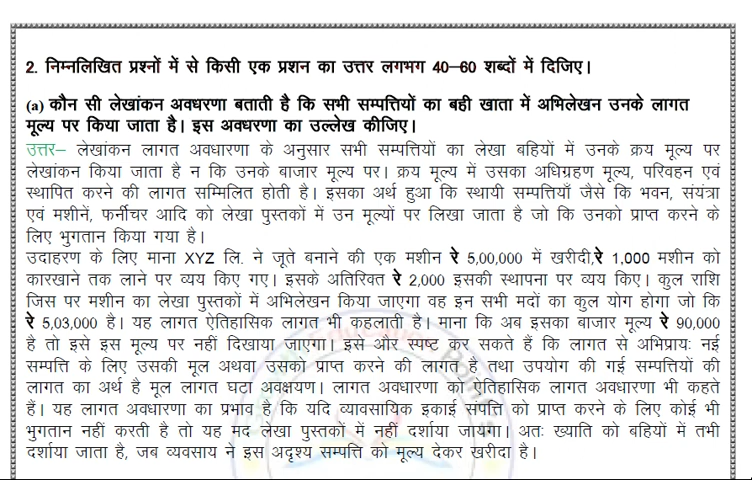 2. निम्नलिखित प्रश्नों में से किसी एक प्रशन का उत्तर लगभग 40–60 शब्दों में दिजिए।
(a) कौन सी लेखांकन अवधरणा बताती है कि सभी सम्पत्तियों का बही खाता में अभिलेखन उनके लागत
मूल्य पर किया जाता है। इस अवधरणा का उल्लेख कीजिए।
उत्तर– लेखांकन लागत अवधारणा के अनुसार सभी सम्पत्तियों का लेखा बहियों में उनके क्रय मूल्य पर
लेखांकन किया जाता है न कि उनके बाजार मूल्य पर। क्रय मूल्य में उसका अधिग्रहण मूल्य, परिवहन एवं
स्थापित करने की लागत सम्मिलित होती है। इसका अर्थ हुआ कि स्थायी सम्पत्तियाँ जैसे कि भवन, संयंत्रा
एवं मशीनें, फर्नीचर आदि को लेखा पुस्तकों में उन मूल्यों पर लिखा जाता है जो कि उनको प्राप्त करने के
लिए भुगतान किया गया है।
उदाहरण के लिए माना XYZ लि. ने जूते बनाने की एक मशीन रे 5,00,000 में खरीदी,रे 1,000 मशीन को
कारखाने तक लाने पर व्यय किए गए। इसके अतिरिक्त रे 2,000 इसकी स्थापना पर व्यय किए। कुल राशि
जिस पर मशीन का लेखा पुस्तकों में अभिलेखन किया जाएगा वह इन सभी मदों का कुल योग होगा जो कि
रे 5,03,000 है। यह लागत ऐतिहासिक लागत भी कहलाती है। माना कि अब इसका बाजार मूल्य रे 90,000
है तो इसे इस मूल्य पर नहीं दिखाया जाएगा। इसे और स्पष्ट कर सकते हैं कि लागत से अभिप्रायः नई
सम्पत्ति के लिए उसकी मूल अथवा उसको प्राप्त करने की लागत है तथा उपयोग की गई सम्पत्तियों की
लागत का अर्थ है मूल लागत घटा अवक्षयण। लागत अवधारणा को ऐतिहासिक लागत अवधारणा भी कहते
हैं। यह लागत अवधारणा का प्रभाव है कि यदि व्यावसायिक इकाई संपत्ति को प्राप्त करने के लिए कोई भी
भुगतान नहीं करती है तो यह मद लेखा पुस्तकों में नहीं दर्शाया जायेगा। अतः ख्याति को बहियों में तभी
दर्शाया जाता है, जब व्यवसाय ने इस अदृश्य सम्पत्ति को मूल्य देकर खरीदा है।